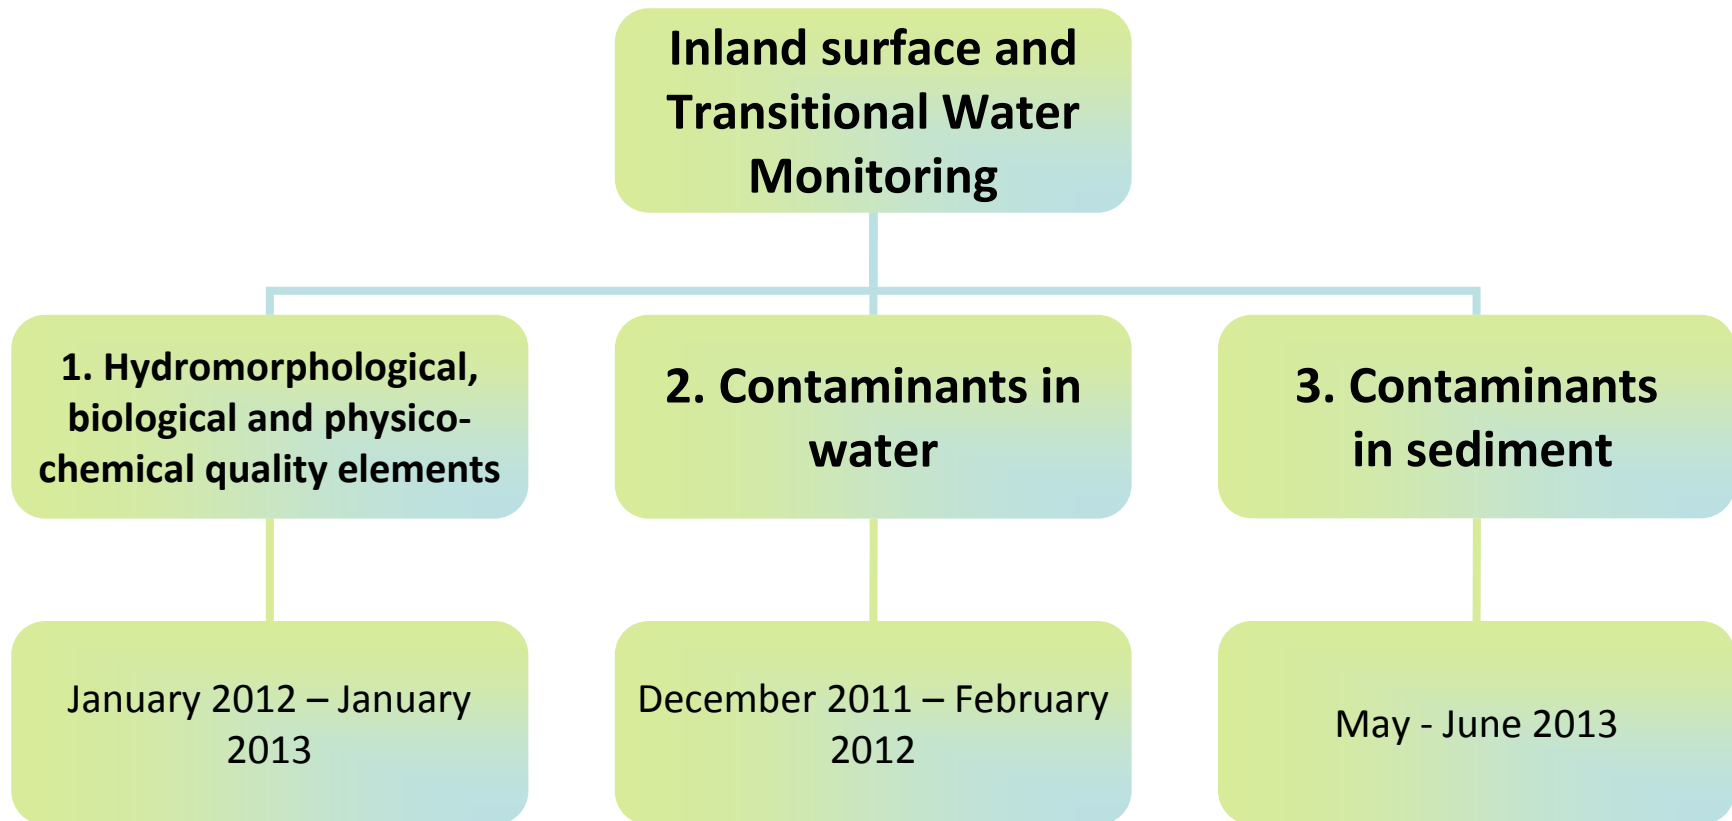 Inland surface and
Transitional Water
Monitoring
1. Hydromorphological,
biological and physico-
chemical quality elements
2. Contaminants in
water
3. Contaminants
in sediment
January 2012 – January
2013
December 2011 – February
2012
May - June 2013